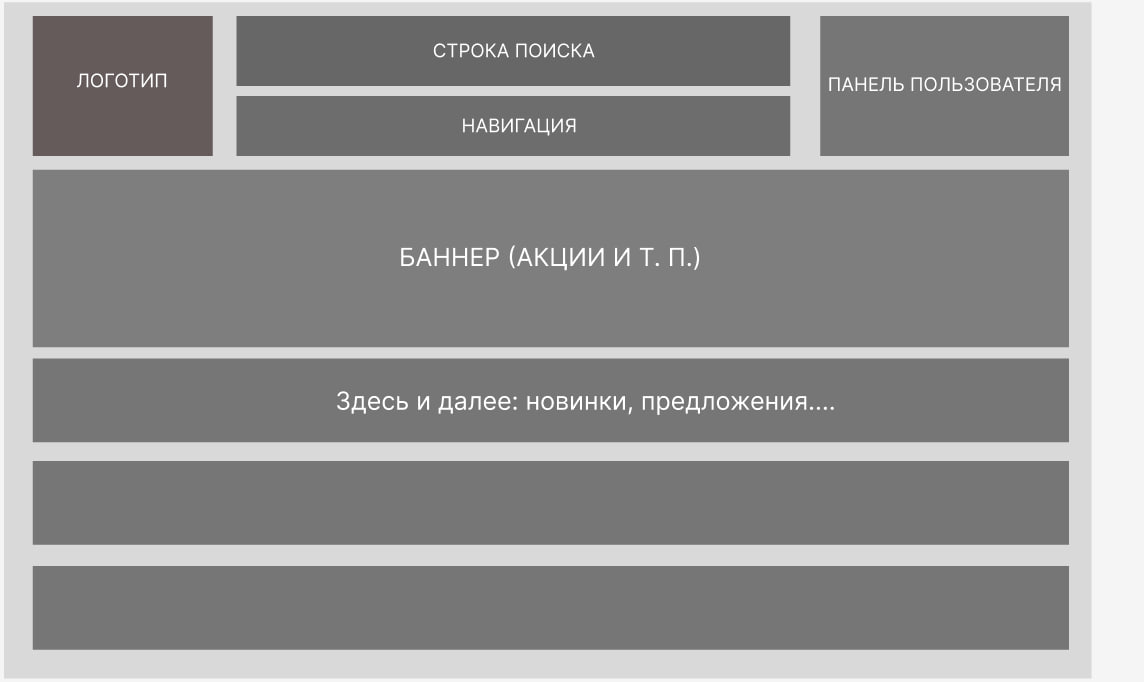 ЛОГОТИП
СТРОКА ПОИСКА
НАВИГАЦИЯ
ПАНЕЛЬ ПОЛЬЗОВАТЕЛЯ
БАННЕР (АКЦИИ И Т. П.)
Здесь и далее: новинки, предложения....